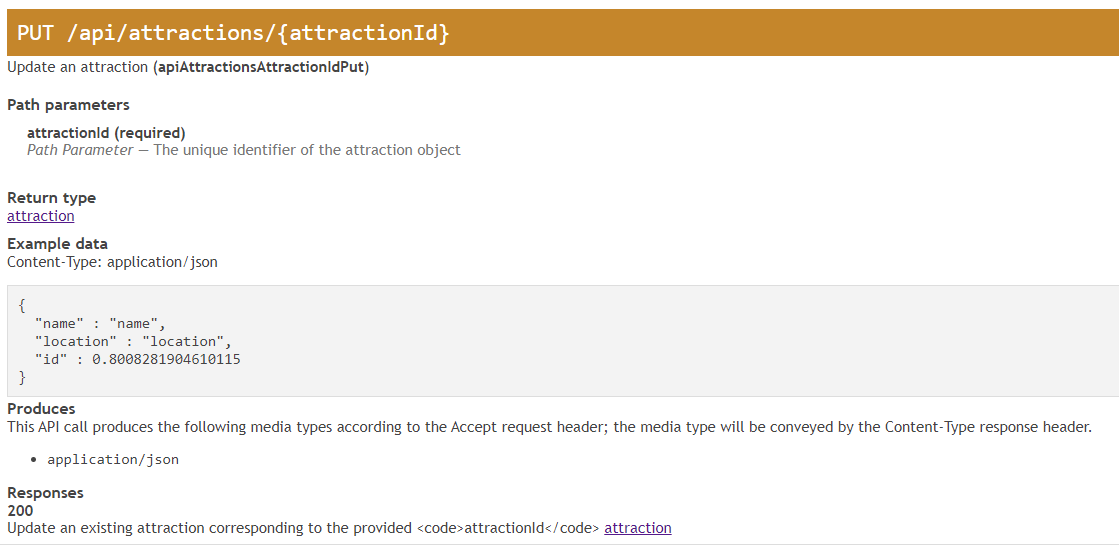 PUT /api/attractions/{attractionId}
Update an attraction (apiAttractionsAttractionIdPut)
Path parameters
attractionId (required)
Path Parameter — The unique identifier of the attraction object
Return type
attraction
Example data
Content-Type: application/json
{
"name" : "name",
"location" : "location",
"id" : 0.8008281904610115
}
Produces
This API call produces the following media types according to the Accept request header; the media type will be conveyed by the Content-Type response header.
• application/json
Responses
200
Update an existing attraction corresponding to the provided <code>attractionId</code> attraction